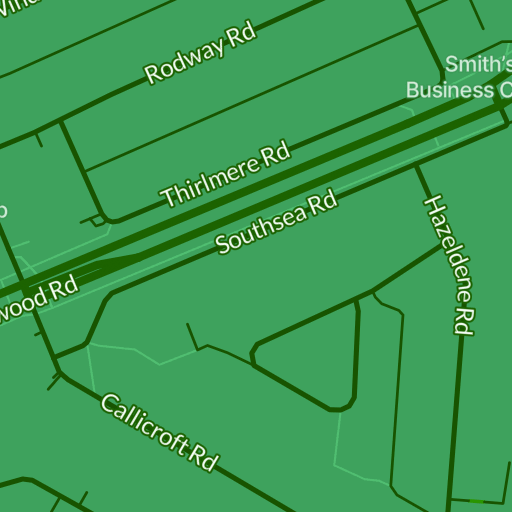 Rodway Rd
Smith's
Business C
Thirlmere Rd
Southsea Rd
Hazeldene Rd
wood Rd
Callicroft Rd